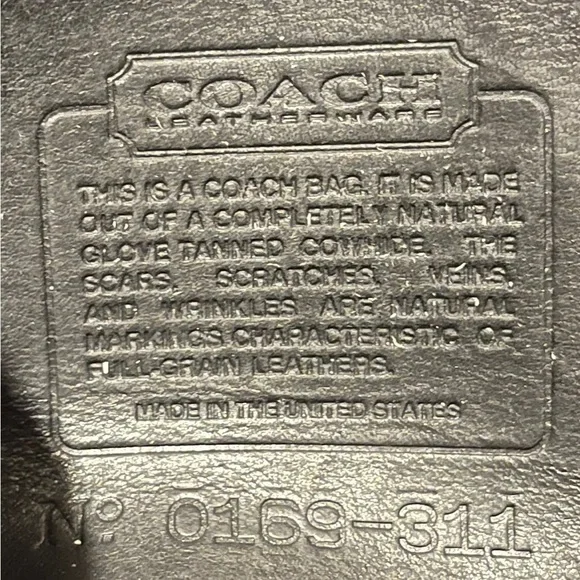 COACH
LEATHERWARE
THIS IS A COACH BAG. IT IS MADE
OUT OF A COMPLETELY NATURAL
GLOVE TANNED COWHIDE. THE
SCARS, SCRATCHES, VEINS,
AND WRINKLES ARE NATURAL
MARKINGS CHARACTERISTIC OF
FULL-GRAIN LEATHERS.
MADE IN THE UNITED STATES
Nº 0169-311